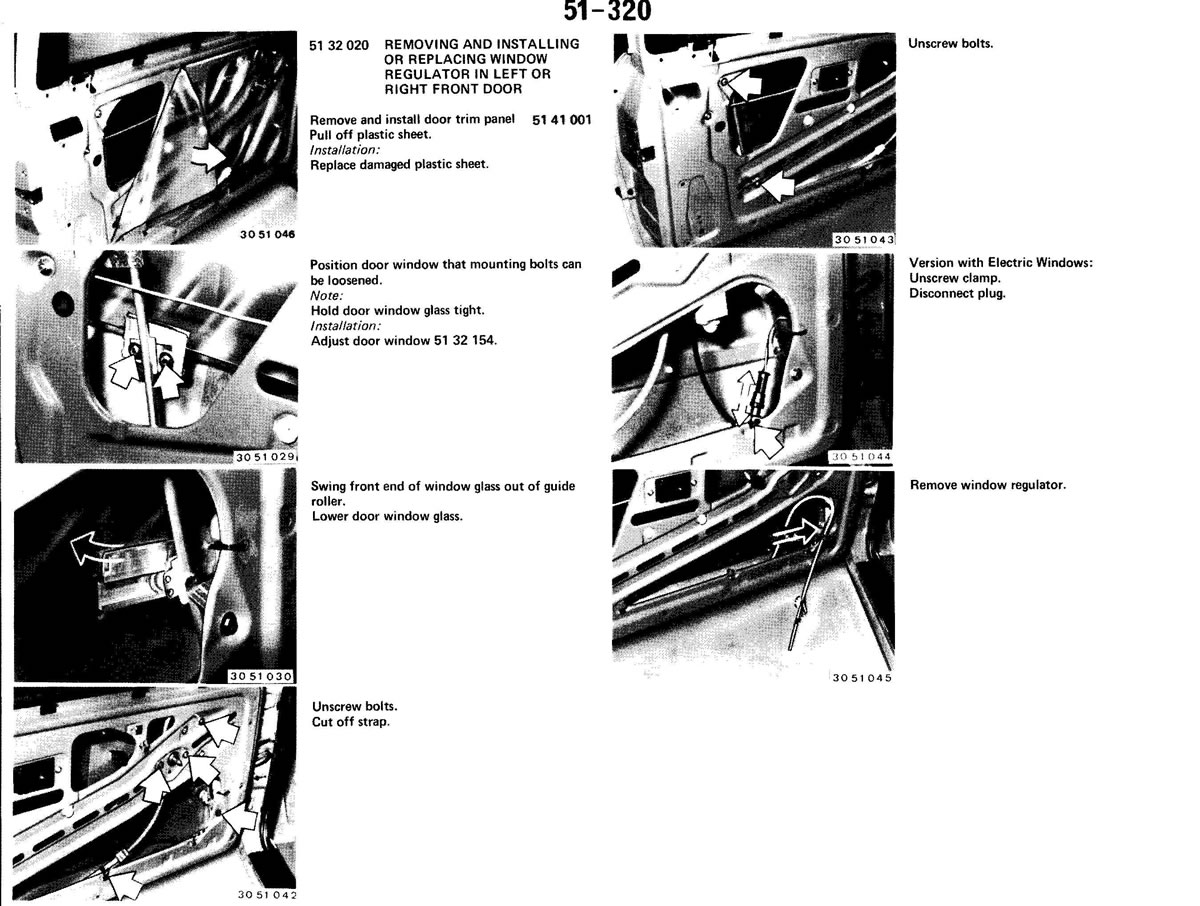 51-320
51 32 020 REMOVING AND INSTALLING
OR REPLACING WINDOW
REGULATOR IN LEFT OR
RIGHT FRONT DOOR
Remove and install door trim panel 51 41 001
Pull off plastic sheet.
Installation:
Replace damaged plastic sheet.
30 51 046
Position door window that mounting bolts can
be loosened.
Note:
Hold door window glass tight.
Installation:
Adjust door window 51 32 154.
30 51 029
Swing front end of window glass out of guide
roller.
Lower door window glass.
30 51 030
Unscrew bolts.
Cut off strap.
30 51 042
Unscrew bolts.
30 51 043
Version with Electric Windows:
Unscrew clamp.
Disconnect plug.
30 51 044
Remove window regulator.
30 51 045